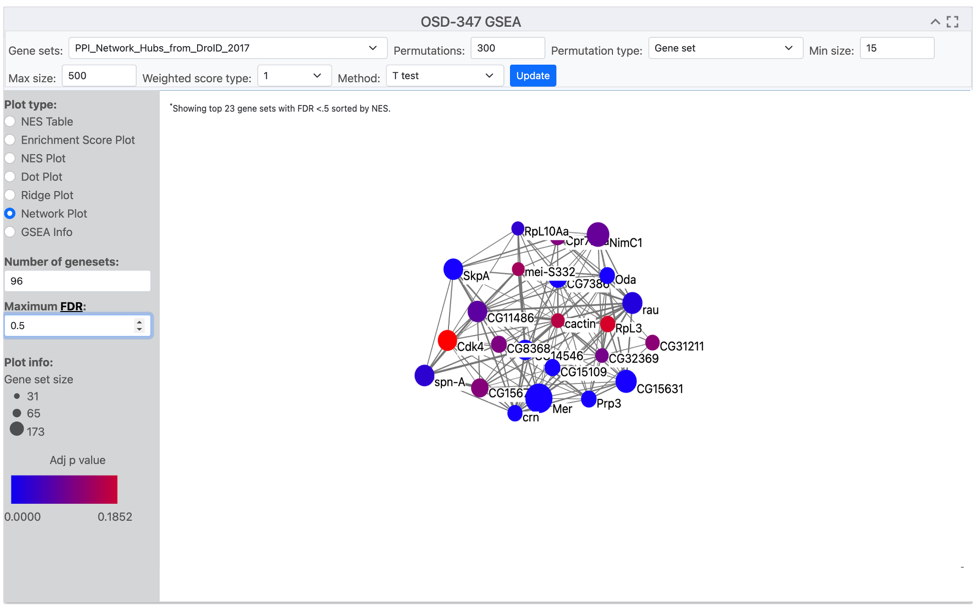 OSD-347 GSEA
Gene sets: PPI_Network_Hubs_from_DroID_2017 Permutations: 300 Permutation type: Gene set Min size: 15
Max size: 500 Weighted score type: 1 Method: T test Update
Plot type:
NES Table
Enrichment Score Plot
NES Plot
Dot Plot
Ridge Plot
Network Plot
GSEA Info
Number of genesets:
96
Maximum FDR:
0.5
Plot info:
Gene set size
31
65
173
Adj p value
0.0000 0.1852
*Showing top 23 gene sets with FDR <.5 sorted by NES.
RpL10Aa
NimC1
SkpA
mei-S332
Oda
CG7386
rau
CG11486
cactin
RpL3
Cdk4
CG8368
CG31211
CG32369
CG15109
spn-A
CG15631
Mer
Prp3
crn